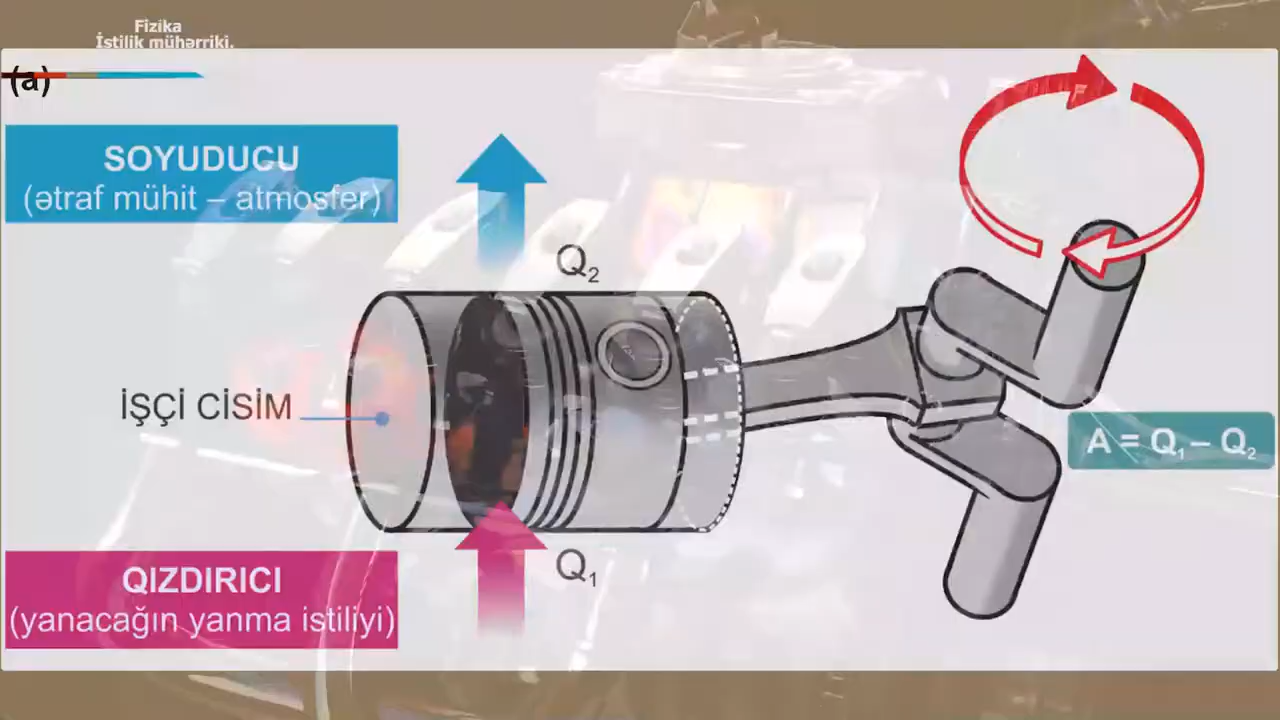 Fizika
İstilik mühərriki.
(a)
SOYUDUCU
(ətraf mühit – atmosfer)
Q₂
İŞÇİ CİSİM
A = Q₁ – Q₂
QIZDIRICI
(yanacağın yanma istiliyi)
Q₁